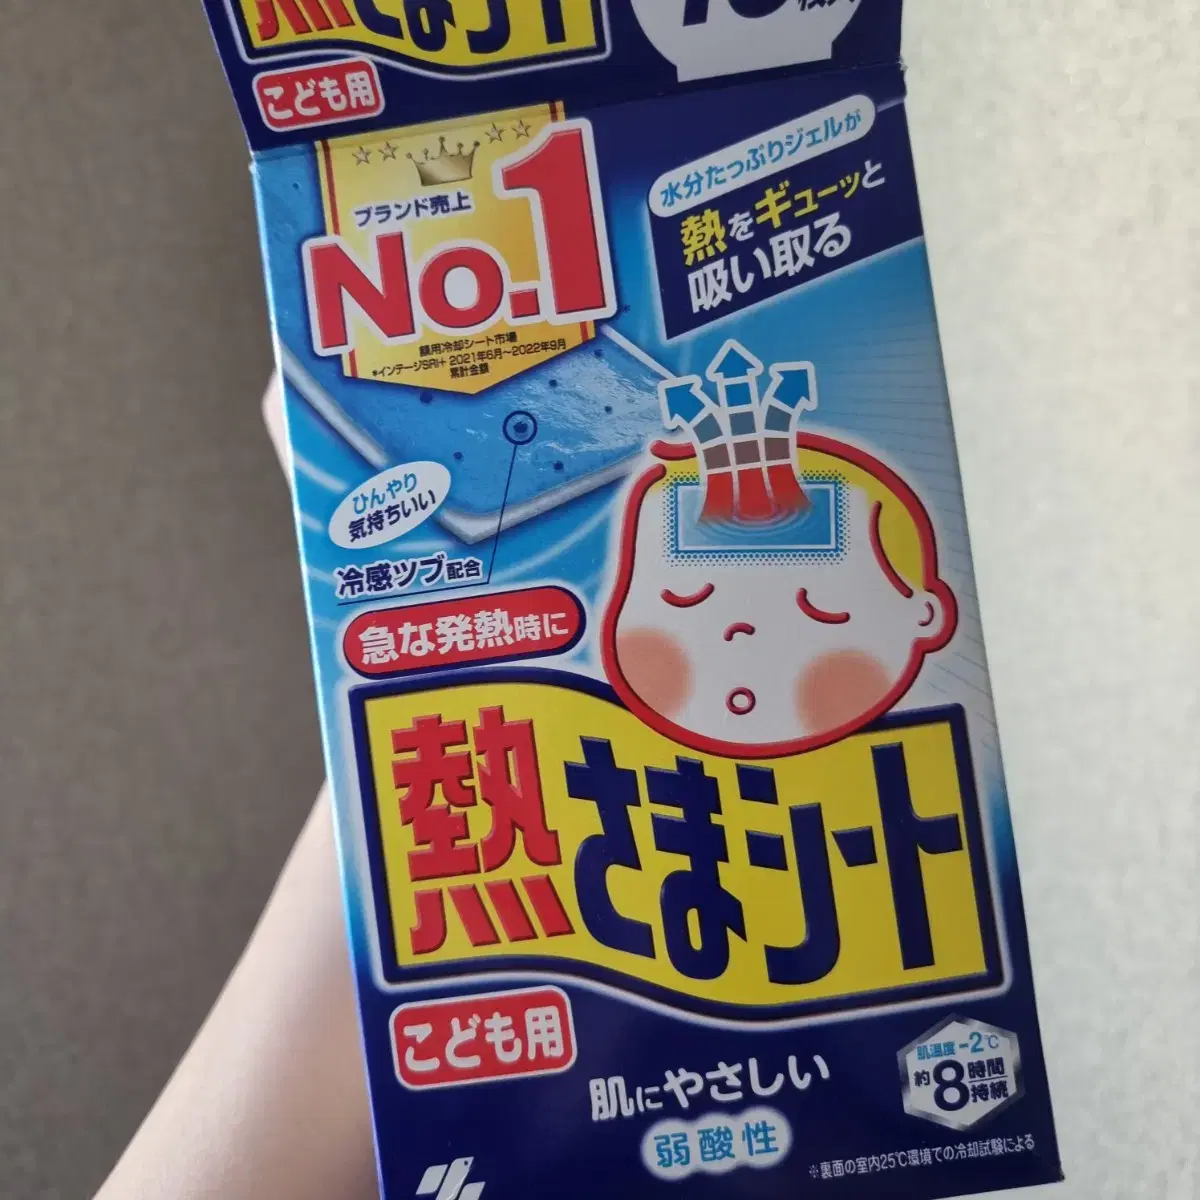 熱さまシート
こども用
ブランド売上
No.1
額用冷却シート市場
*インテージSRI+ 2021年6月~2022年9月
累計金額
水分たっぷりジェルが
熱をギューッと
吸い取る
ひんやり
気持ちいい
冷感ツブ配合
急な発熱時に
熱さまシート
こども用
肌にやさしい
弱酸性
肌温度-2℃
約8時間
持続
※裏面の室内25℃環境での冷却試験による